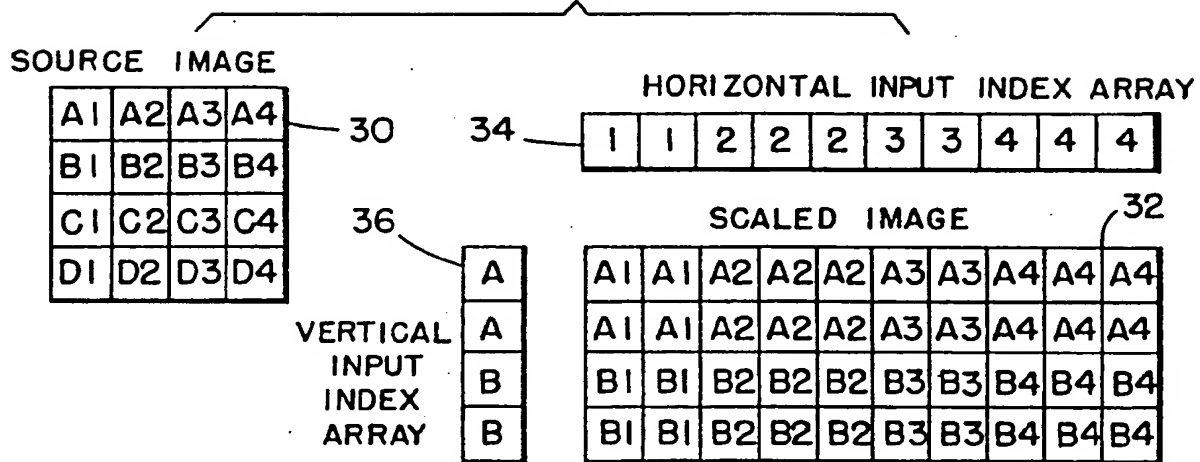 SOURCE IMAGE
A1 A2 A3 A4
B1 B2 B3 B4
C1 C2 C3 C4
D1 D2 D3 D4
30
HORIZONTAL INPUT INDEX ARRAY
34
1 1 2 2 2 3 3 4 4 4
36
VERTICAL
INPUT
INDEX
ARRAY
A
A
B
B
SCALED IMAGE
32
A1 A1 A2 A2 A2 A3 A3 A4 A4 A4
A1 A1 A2 A2 A2 A3 A3 A4 A4 A4
B1 B1 B2 B2 B2 B3 B3 B4 B4 B4
B1 B1 B2 B2 B2 B3 B3 B4 B4 B4